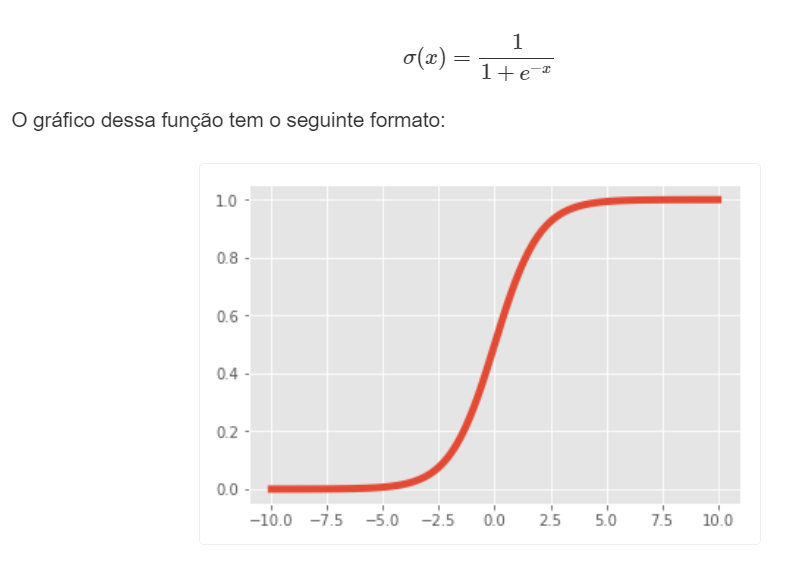 σ(x) = 1 / (1 + e^{−x})
O gráfico dessa função tem o seguinte formato:
1.0
0.8
0.6
0.4
0.2
0.0
−10.0 −7.5 −5.0 −2.5 0.0 2.5 5.0 7.5 10.0